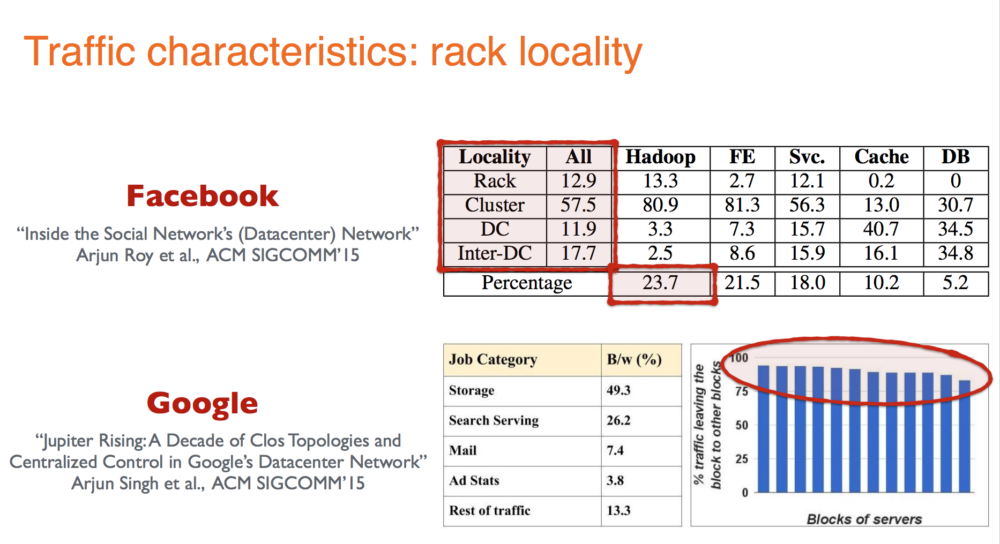 Traffic characteristics: rack locality
Facebook
“Inside the Social Network’s (Datacenter) Network”
Arjun Roy et al., ACM SIGCOMM’15
Locality All Hadoop FE Svc. Cache DB
Rack 12.9 13.3 2.7 12.1 0.2 0
Cluster 57.5 80.9 81.3 56.3 13.0 30.7
DC 11.9 3.3 7.3 15.7 40.7 34.5
Inter-DC 17.7 2.5 8.6 15.9 16.1 34.8
Percentage 23.7 21.5 18.0 10.2 5.2
Google
“Jupiter Rising: A Decade of Clos Topologies and
Centralized Control in Google’s Datacenter Network”
Arjun Singh et al., ACM SIGCOMM’15
Job Category B/w (%)
Storage 49.3
Search Serving 26.2
Mail 7.4
Ad Stats 3.8
Rest of traffic 13.3
% traffic leaving the
block to other blocks
100
75
50
25
0
Blocks of servers